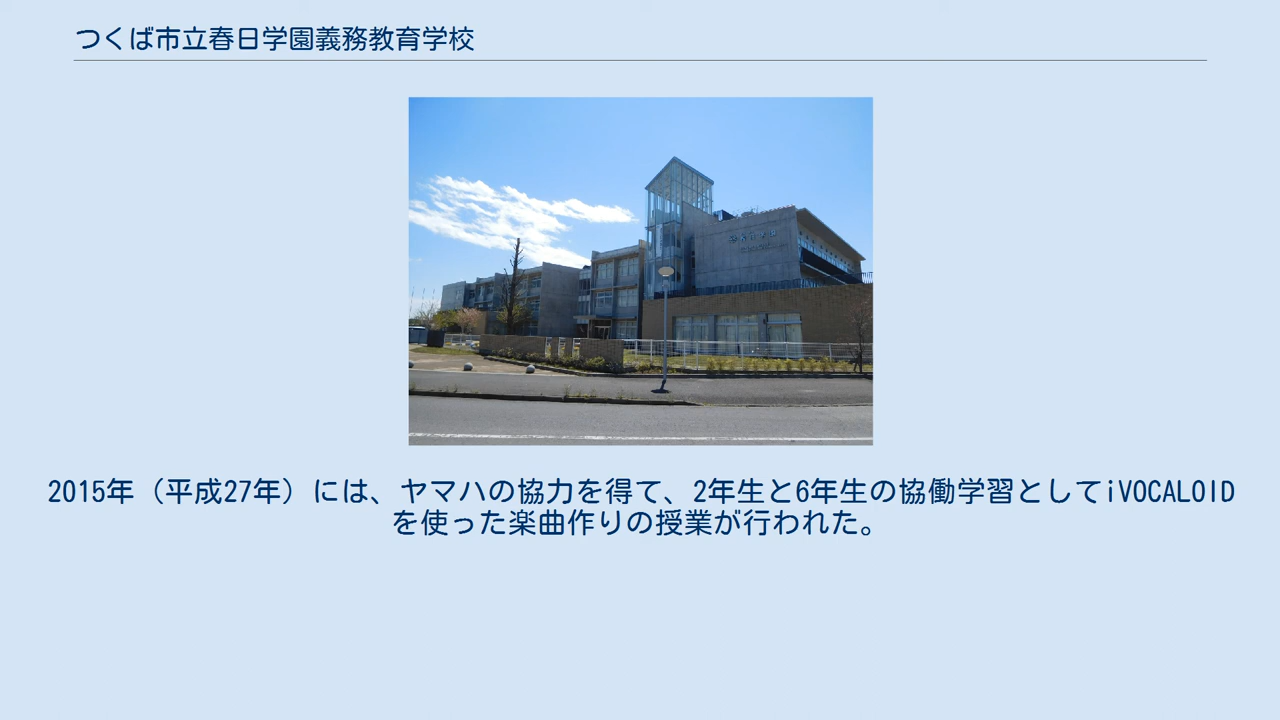 つくば市立春日学園義務教育学校
2015年（平成27年）には、ヤマハの協力を得て、2年生と6年生の協働学習としてiVOCALOID
を使った楽曲作りの授業が行われた。